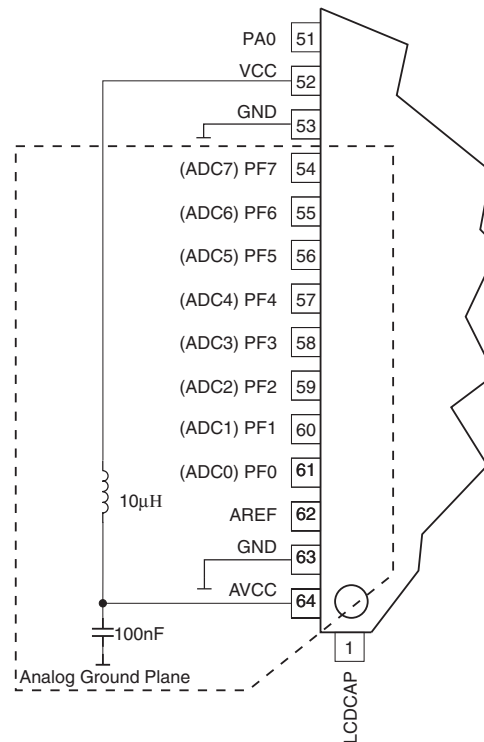 PA0 51
VCC 52
GND 53
(ADC7) PF7 54
(ADC6) PF6 55
(ADC5) PF5 56
(ADC4) PF4 57
(ADC3) PF3 58
(ADC2) PF2 59
(ADC1) PF1 60
(ADC0) PF0 61
10μH
AREF 62
GND 63
AVCC 64
100nF
1
Analog Ground Plane
LCDCAP